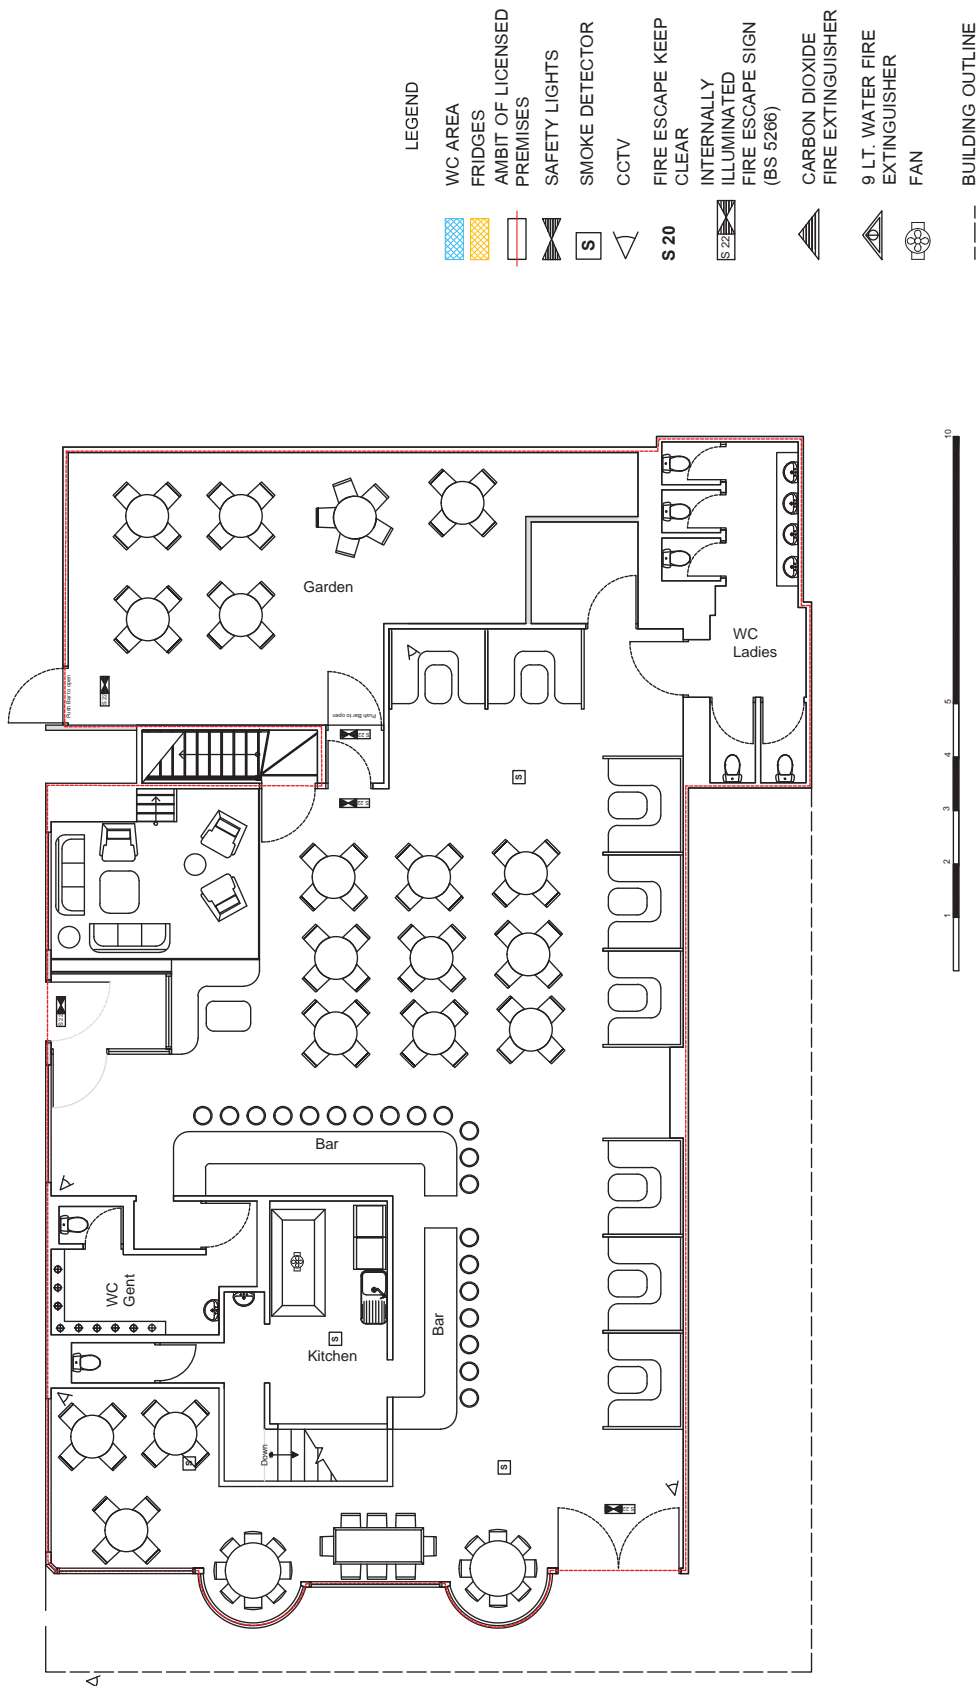 LEGEND
WC AREA
FRIDGES
AMBIT OF LICENSED
PREMISES
SAFETY LIGHTS
S
SMOKE DETECTOR
CCTV
S 20
FIRE ESCAPE KEEP
CLEAR
S 22
INTERNALLY
ILLUMINATED
FIRE ESCAPE SIGN
(BS 5266)
CARBON DIOXIDE
FIRE EXTINGUISHER
9 LT. WATER FIRE
EXTINGUISHER
FAN
BUILDING OUTLINE
Push Bar to open
Garden
Push Bar to open
WC
Ladies
S
Bar
WC
Gent
S
Kitchen
Bar
Down
S
S
1
2
3
4
5
10